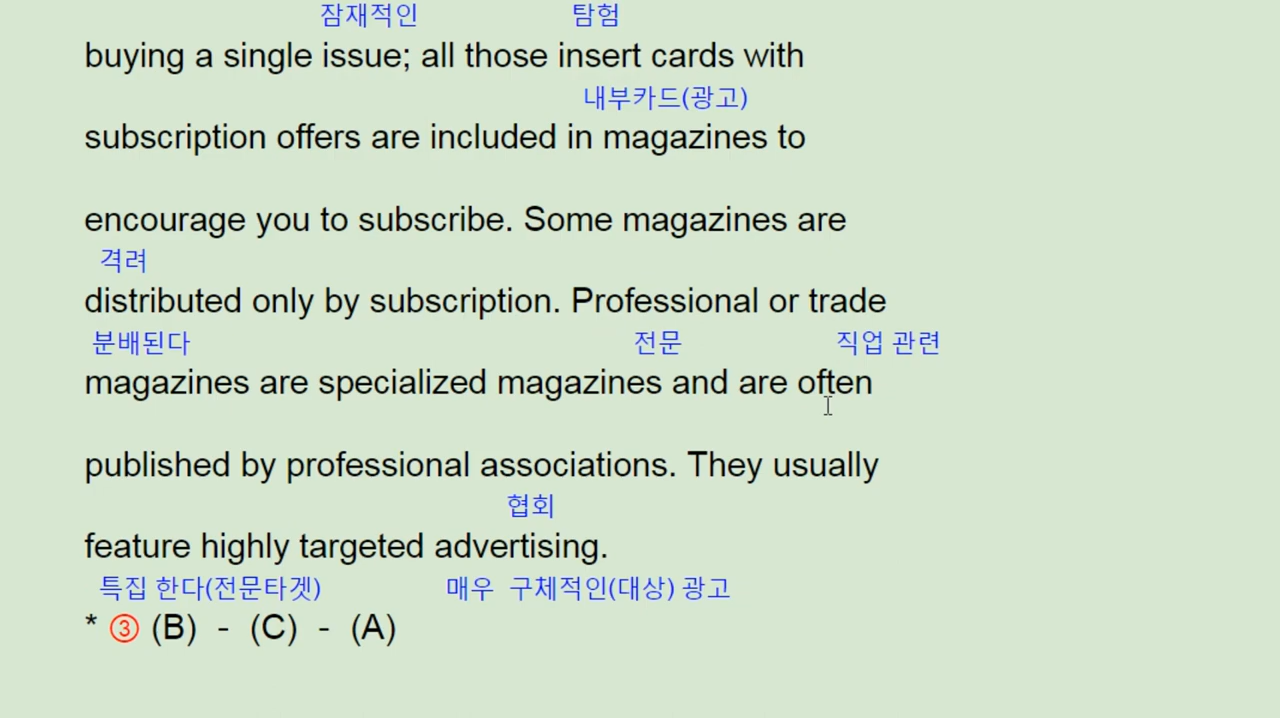 잠재적인 탐험
buying a single issue; all those insert cards with
내부카드(광고)
subscription offers are included in magazines to
encourage you to subscribe. Some magazines are
격려
distributed only by subscription. Professional or trade
분배된다 전문 직업 관련
magazines are specialized magazines and are often
published by professional associations. They usually
협회
feature highly targeted advertising.
특집 한다(전문타겟) 매우 구체적인(대상) 광고
* ③ (B) - (C) - (A)